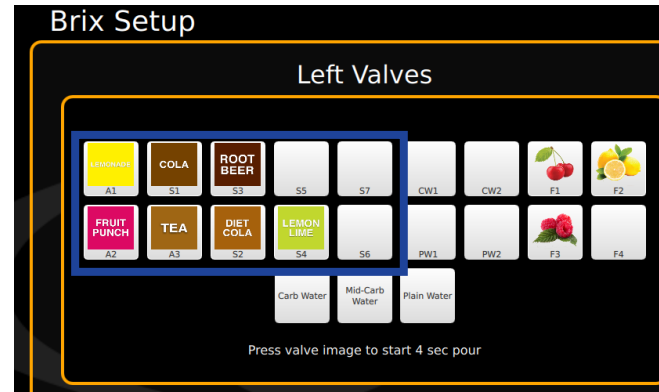 Brix Setup
Left Valves
LEMONADE COLA ROOT BEER
A1 S1 S3 S5 S7 CW1 CW2 F1 F2
FRUIT PUNCH TEA DIET COLA LEMON LIME
A2 A3 S2 S4 S6 PW1 PW2 F3 F4
Carb Water Mid-Carb Water Plain Water
Press valve image to start 4 sec pour